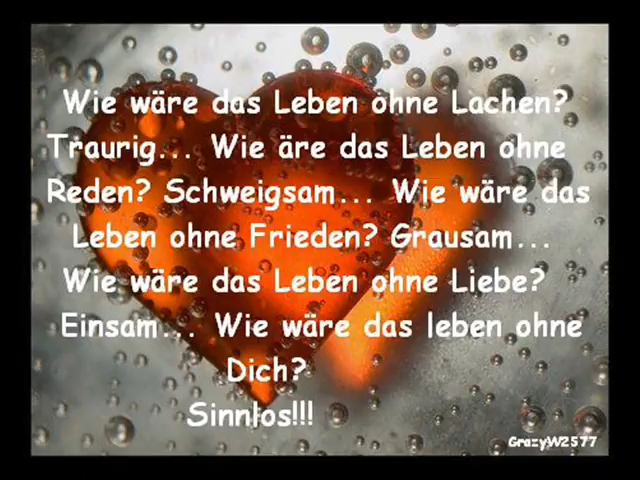 Wie wäre das Leben ohne Lachen?
Traurig... Wie äre das Leben ohne
Reden? Schweigsam... Wie wäre das
Leben ohne Frieden? Grausam...
Wie wäre das Leben ohne Liebe?
Einsam... Wie wäre das leben ohne
Dich?
Sinnlos!!!
GrazyW2577